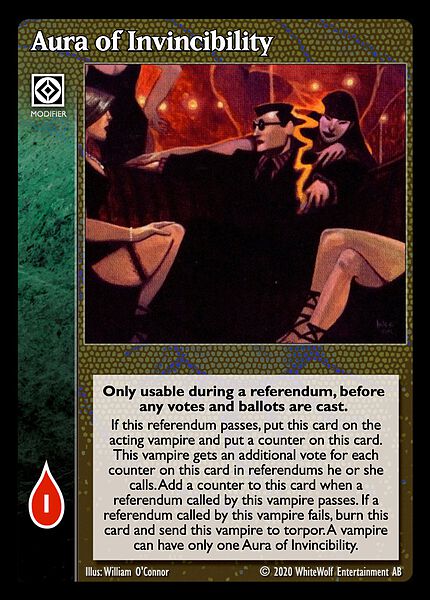 Aura of Invincibility
MODIFIER
Only usable during a referendum, before
any votes and ballots are cast.
If this referendum passes, put this card on the
acting vampire and put a counter on this card.
This vampire gets an additional vote for each
counter on this card in referendums he or she
calls. Add a counter to this card when a
referendum called by this vampire passes. If a
referendum called by this vampire fails, burn this
card and send this vampire to torpor. A vampire
can have only one Aura of Invincibility.
1
Illus: William O'Connor
© 2020 WhiteWolf Entertainment AB